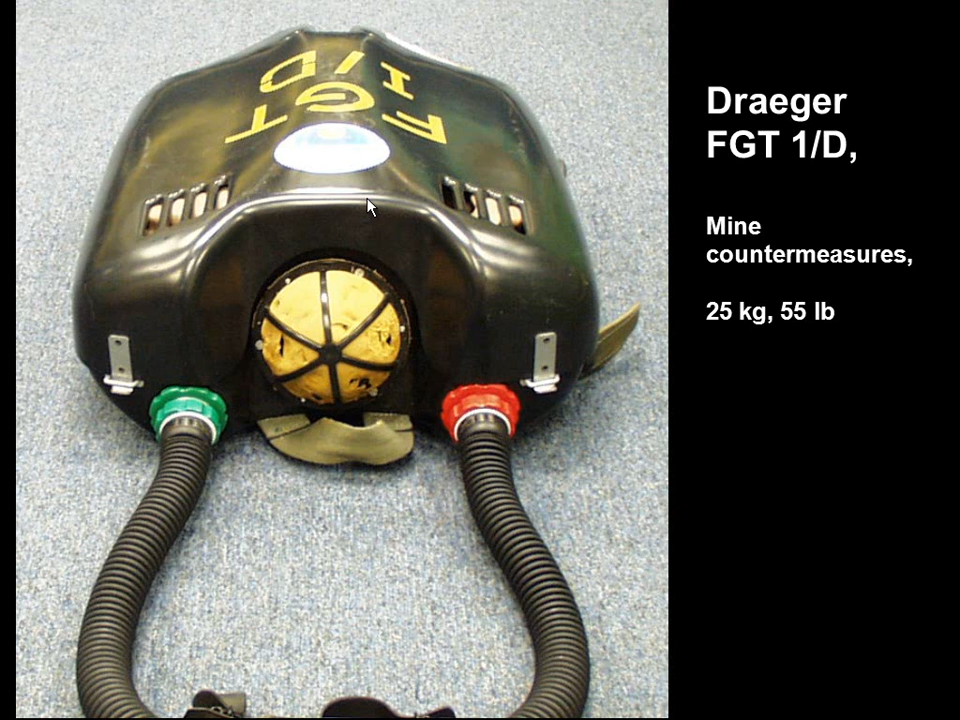 FGT
I/D
Draeger
FGT 1/D,
Mine
countermeasures,
25 kg, 55 lb